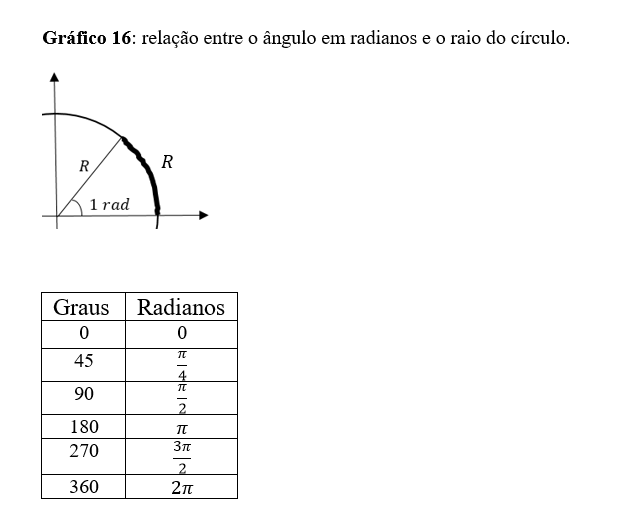 Gráfico 16: relação entre o ângulo em radianos e o raio do círculo.
R
R
1 rad
Graus Radianos
0 0
45 π/4
90 π/2
180 π
270 3π/2
360 2π